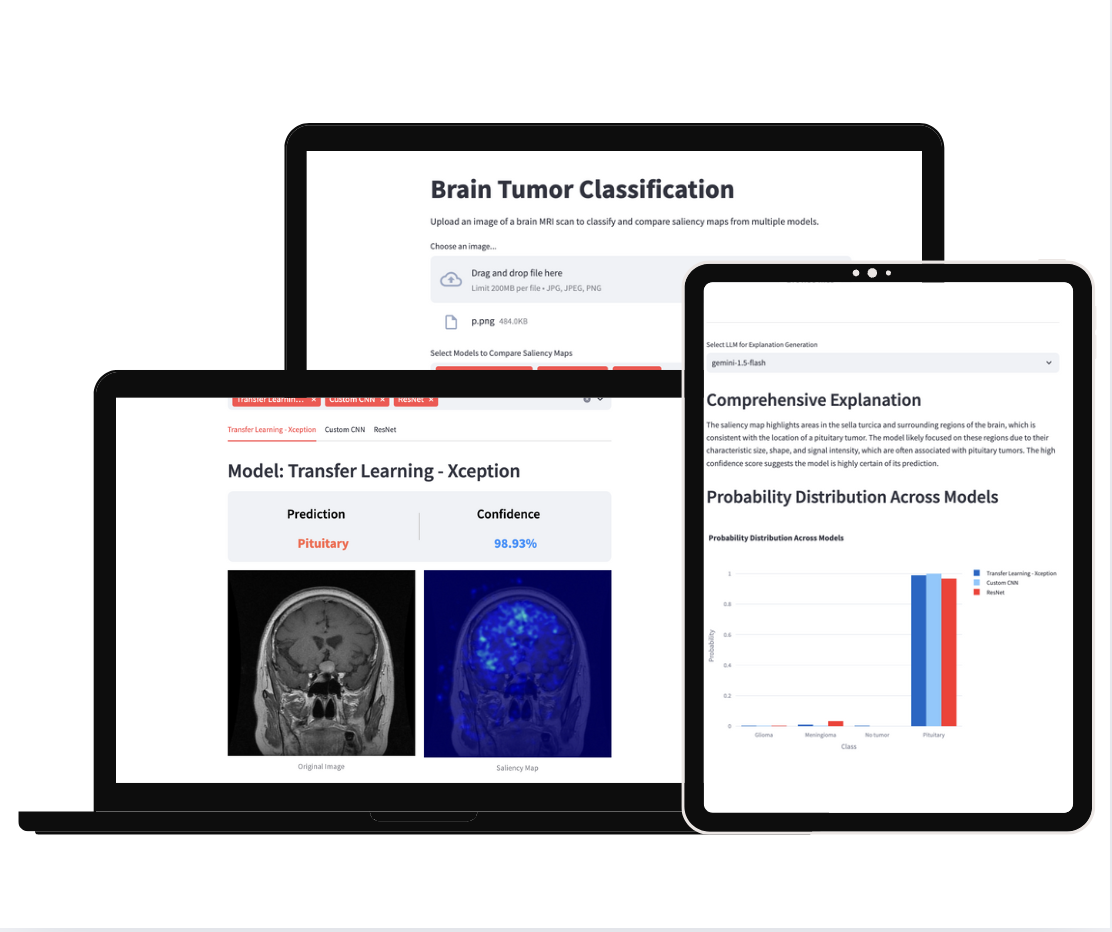 Brain Tumor Classification
Upload an image of a brain MRI scan to classify and compare saliency maps from multiple models.
Choose an image...
Drag and drop file here
Limit 200MB per file • JPG, JPEG, PNG
p.png 484.0KB
Select Models to Compare Saliency Maps
Transfer Learnin... × Custom CNN × ResNet ×
Transfer Learning - Xception Custom CNN ResNet
Model: Transfer Learning - Xception
Prediction Confidence
Pituitary 98.93%
Original Image Saliency Map
Select LLM for Explanation Generation
gemini-1.5-flash
Comprehensive Explanation
The saliency map highlights areas in the sella turcica and surrounding regions of the brain, which is
consistent with the location of a pituitary tumor. The model likely focused on these regions due to their
characteristic size, shape, and signal intensity, which are often associated with pituitary tumors. The high
confidence score suggests the model is highly certain of its prediction.
Probability Distribution Across Models
Probability Distribution Across Models
Transfer Learning - Xception
Custom CNN
ResNet
1
0.8
0.6
0.4
0.2
0
Probability
Glioma Meningioma No tumor Pituitary
Class